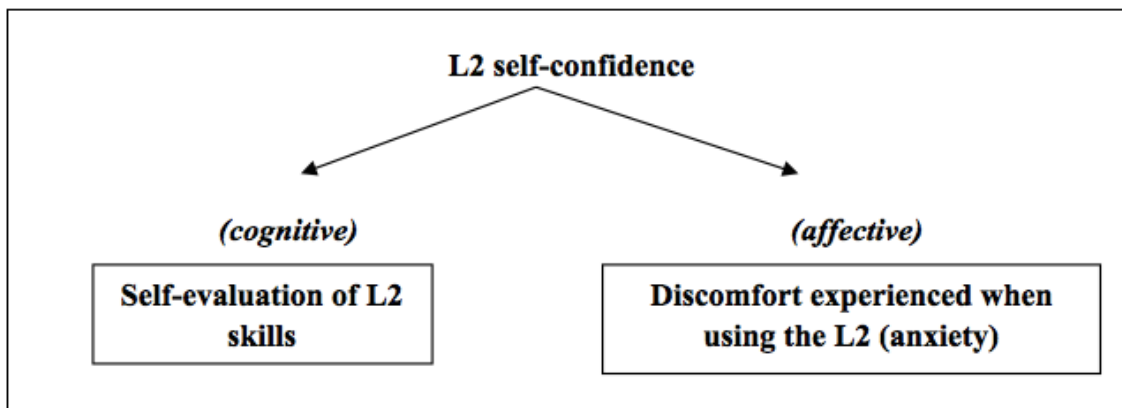 L2 self-confidence
(cognitive)
(affective)
Self-evaluation of L2
skills
Discomfort experienced when
using the L2 (anxiety)